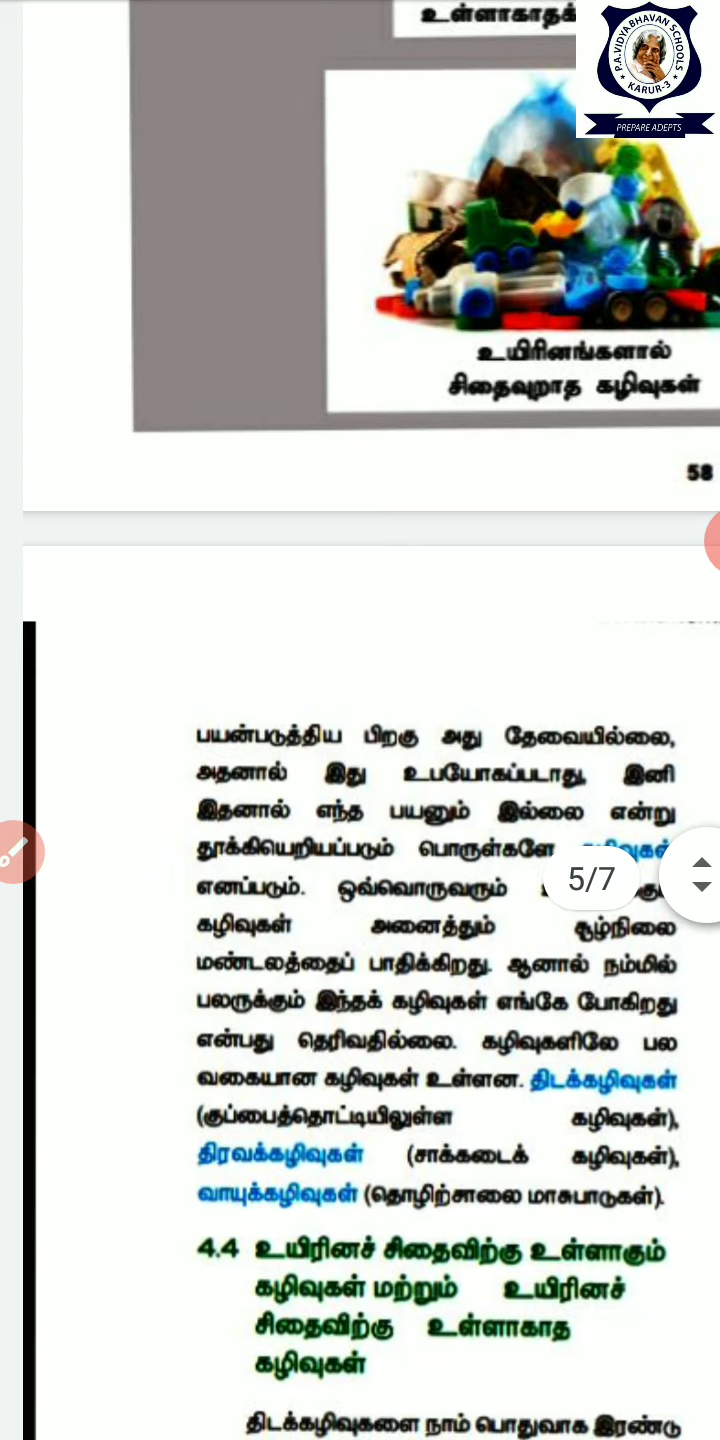 உள்ளாகாதக்
P.A.VIDYABHAVAN SCHOOLS
KARUR-3
PREPARE ADEPTS
உயிரினங்களால்
சிதைவுறாத கழிவுகள்
58
பயன்படுத்திய பிறகு அது தேவையில்லை,
அதனால் இது உபயோகப்படாது, இனி
இதனால் எந்த பயனும் இல்லை என்று
தூக்கியெறியப்படும் பொருள்களே
எனப்படும். ஒவ்வொருவரும்
5/7
கழிவுகள் அனைத்தும் சூழ்நிலை
மண்டலத்தைப் பாதிக்கிறது. ஆனால் நம்மில்
பலருக்கும் இந்தக் கழிவுகள் எங்கே போகிறது
என்பது தெரிவதில்லை. கழிவுகளிலே பல
வகையான கழிவுகள் உள்ளன. திடக்கழிவுகள்
(குப்பைத்தொட்டியிலுள்ள கழிவுகள்),
திரவக்கழிவுகள் (சாக்கடைக் கழிவுகள்),
வாயுக்கழிவுகள் (தொழிற்சாலை மாசுபாடுகள்).
4.4 உயிரினச் சிதைவிற்கு உள்ளாகும்
கழிவுகள் மற்றும் உயிரினச்
சிதைவிற்கு உள்ளாகாத
கழிவுகள்
திடக்கழிவுகளை நாம் பொதுவாக இரண்டு